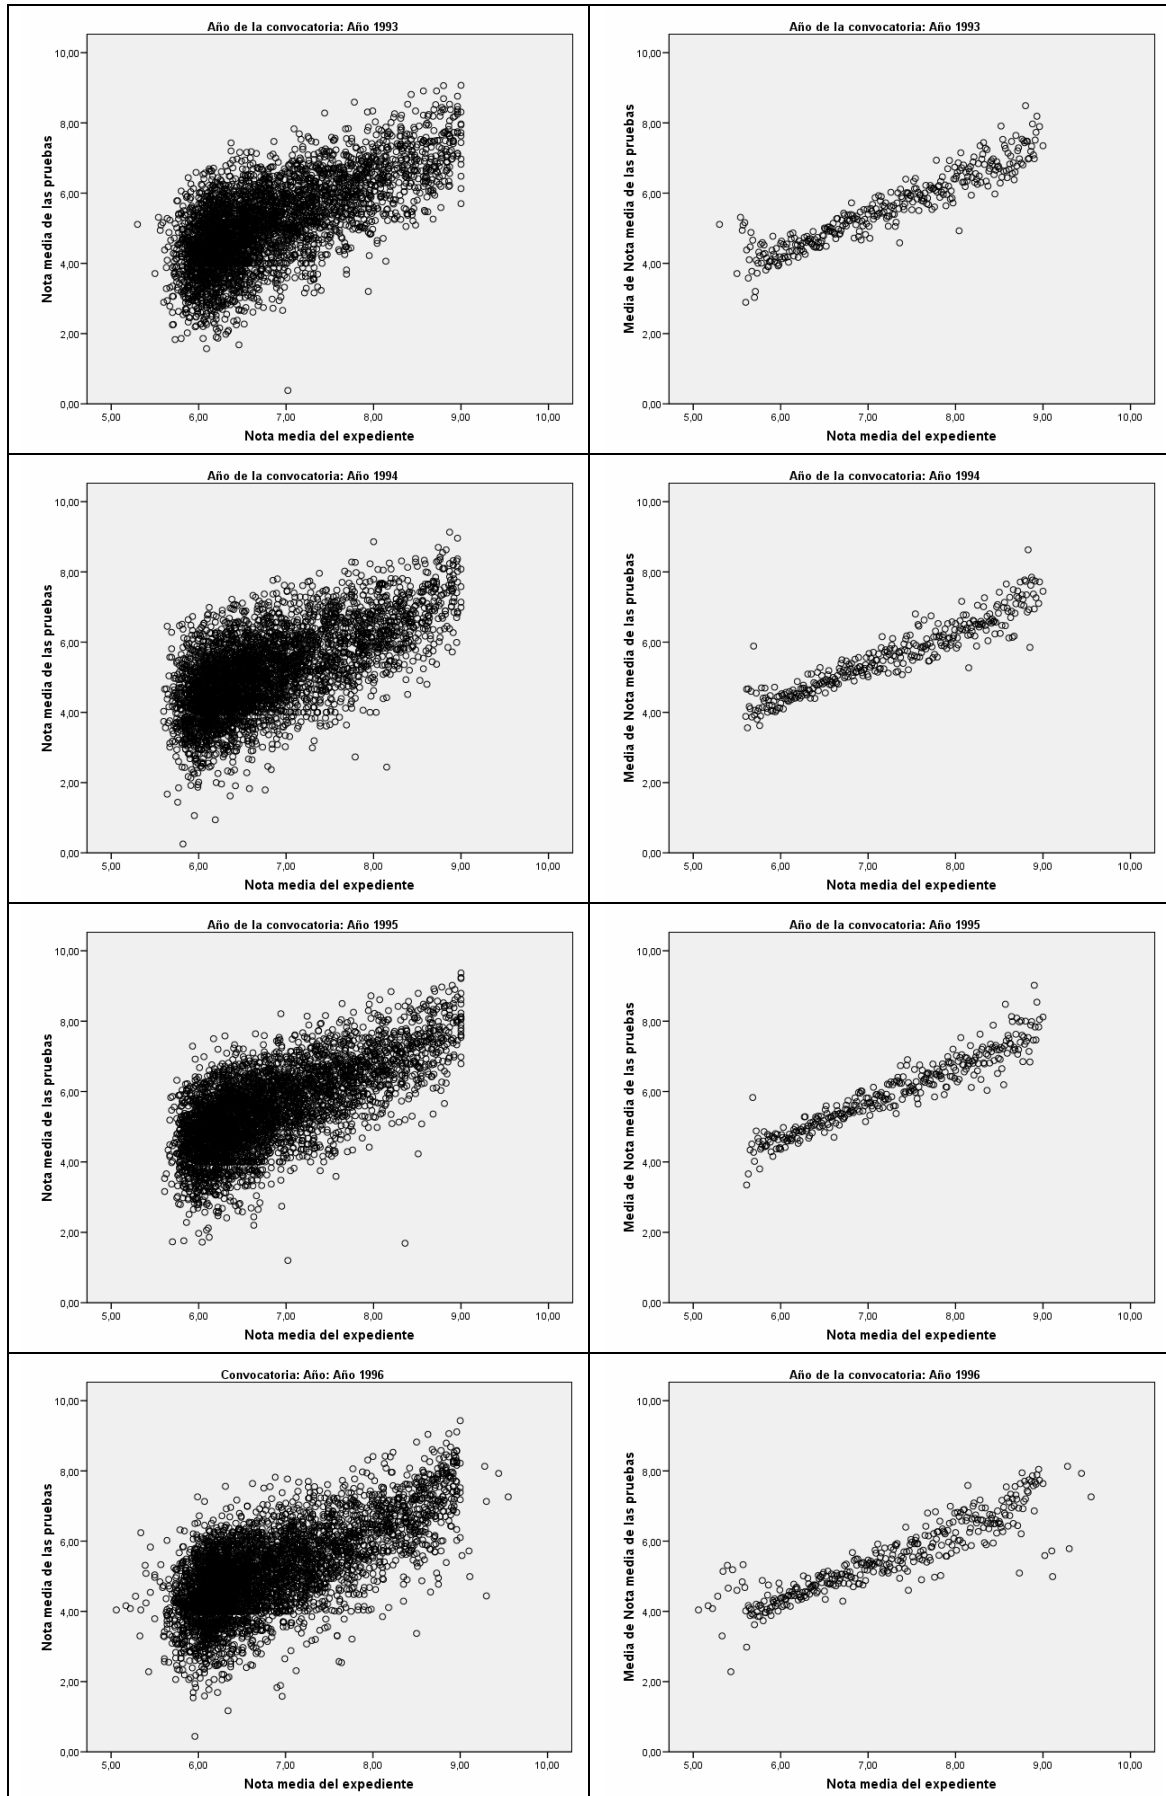 Año de la convocatoria: Año 1993
10,00
8,00
6,00
4,00
2,00
0,00
Nota media de las pruebas
5,00 6,00 7,00 8,00 9,00 10,00
Nota media del expediente
Año de la convocatoria: Año 1993
10,00
8,00
6,00
4,00
2,00
0,00
Media de Nota media de las pruebas
5,00 6,00 7,00 8,00 9,00 10,00
Nota media del expediente
Año de la convocatoria: Año 1994
10,00
8,00
6,00
4,00
2,00
0,00
Nota media de las pruebas
5,00 6,00 7,00 8,00 9,00 10,00
Nota media del expediente
Año de la convocatoria: Año 1994
10,00
8,00
6,00
4,00
2,00
0,00
Media de Nota media de las pruebas
5,00 6,00 7,00 8,00 9,00 10,00
Nota media del expediente
Año de la convocatoria: Año 1995
10,00
8,00
6,00
4,00
2,00
0,00
Nota media de las pruebas
5,00 6,00 7,00 8,00 9,00 10,00
Nota media del expediente
Año de la convocatoria: Año 1995
10,00
8,00
6,00
4,00
2,00
0,00
Media de Nota media de las pruebas
5,00 6,00 7,00 8,00 9,00 10,00
Nota media del expediente
Convocatoria: Año: Año 1996
10,00
8,00
6,00
4,00
2,00
0,00
Nota media de las pruebas
5,00 6,00 7,00 8,00 9,00 10,00
Nota media del expediente
Año de la convocatoria: Año 1996
10,00
8,00
6,00
4,00
2,00
0,00
Media de Nota media de las pruebas
5,00 6,00 7,00 8,00 9,00 10,00
Nota media del expediente